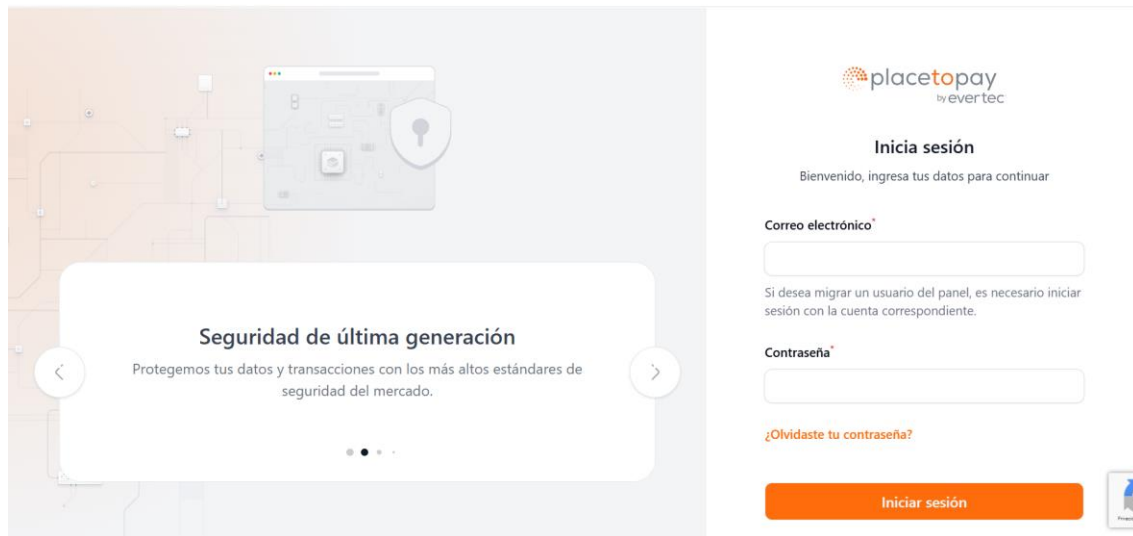 Seguridad de última generación
Protegemos tus datos y transacciones con los más altos estándares de
seguridad del mercado.
placetopay
by evertec
Inicia sesión
Bienvenido, ingresa tus datos para continuar
Correo electrónico*
Si desea migrar un usuario del panel, es necesario iniciar
sesión con la cuenta correspondiente.
Contraseña*
¿Olvidaste tu contraseña?
Iniciar sesión